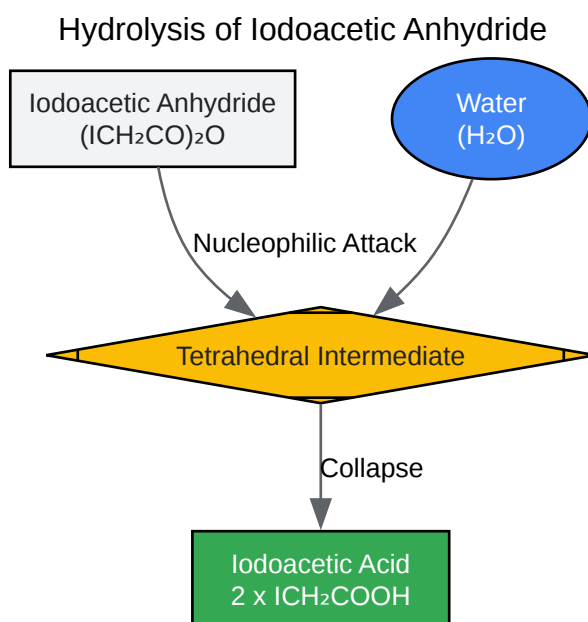 Hydrolysis of Iodoacetic Anhydride
Iodoacetic Anhydride
(ICH₂CO)₂O
Water
(H₂O)
Nucleophilic Attack
Tetrahedral Intermediate
Collapse
Iodoacetic Acid
2 x ICH₂COOH